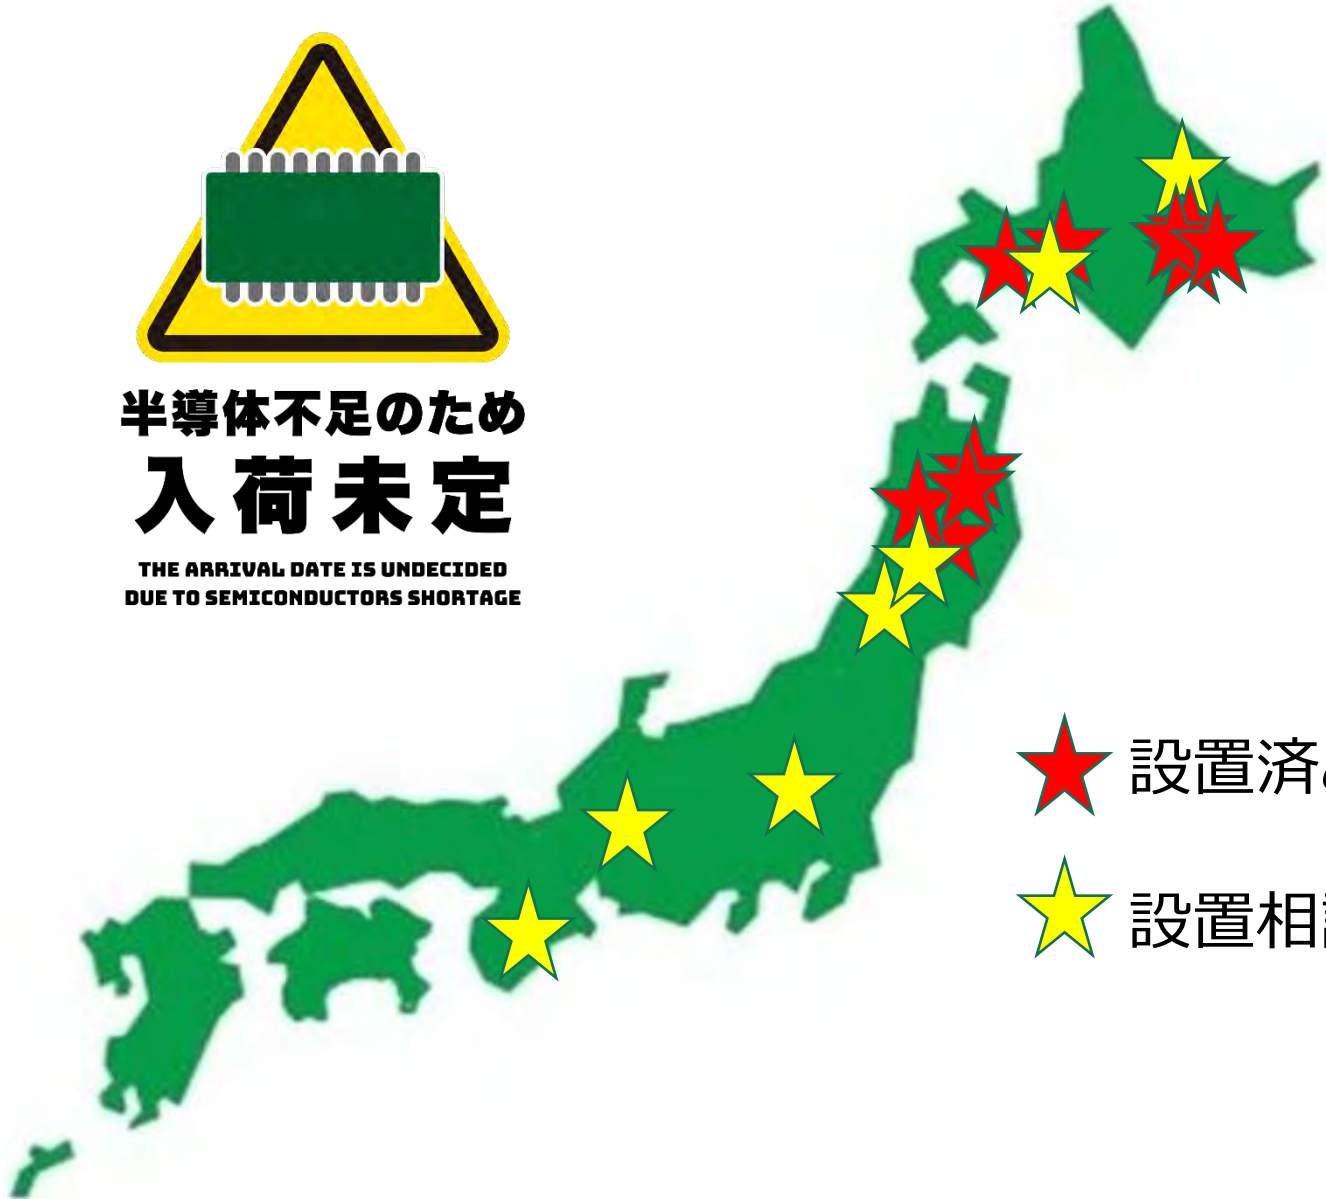 半導体不足のため
入荷未定
THE ARRIVAL DATE IS UNDECIDED
DUE TO SEMICONDUCTORS SHORTAGE
設置済
設置相